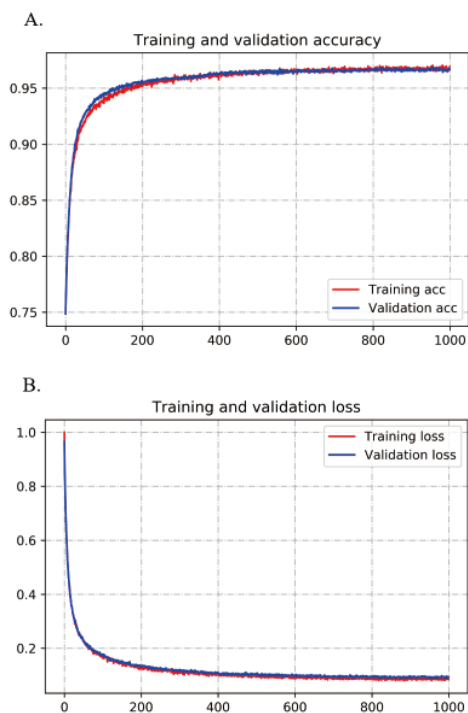 A.
Training and validation accuracy
0.95
0.90
0.85
0.80
0.75
Training acc
Validation acc
0 200 400 600 800 1000
B.
Training and validation loss
1.0
Training loss
Validation loss
0.8
0.6
0.4
0.2
0 200 400 600 800 1000